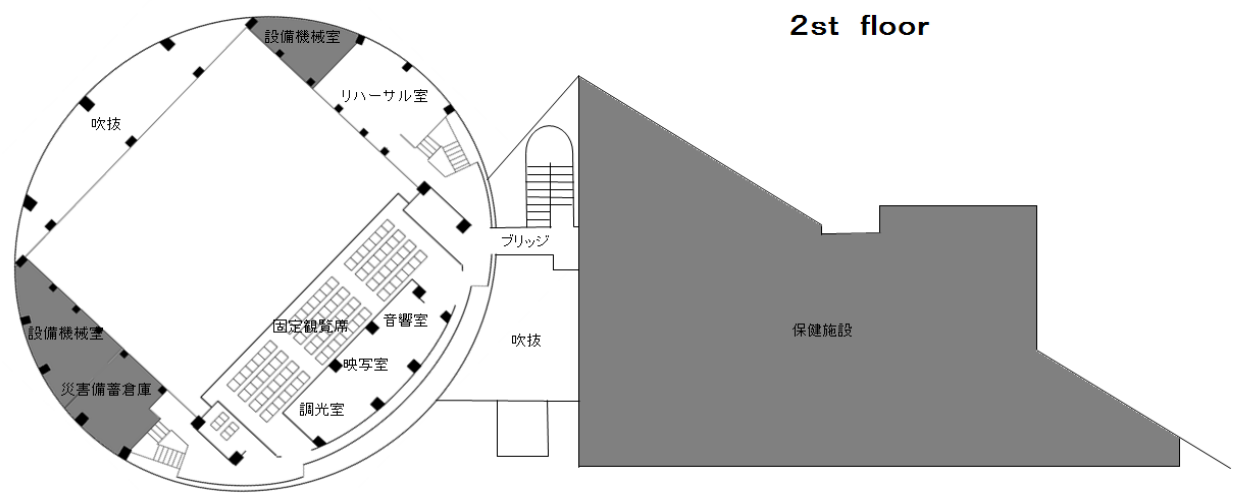 2st floor
設備機械室
リハーサル室
吹抜
ブリッジ
固定観覧席
音響室
映写室
調光室
設備機械室
災害備蓄倉庫
吹抜
保健施設